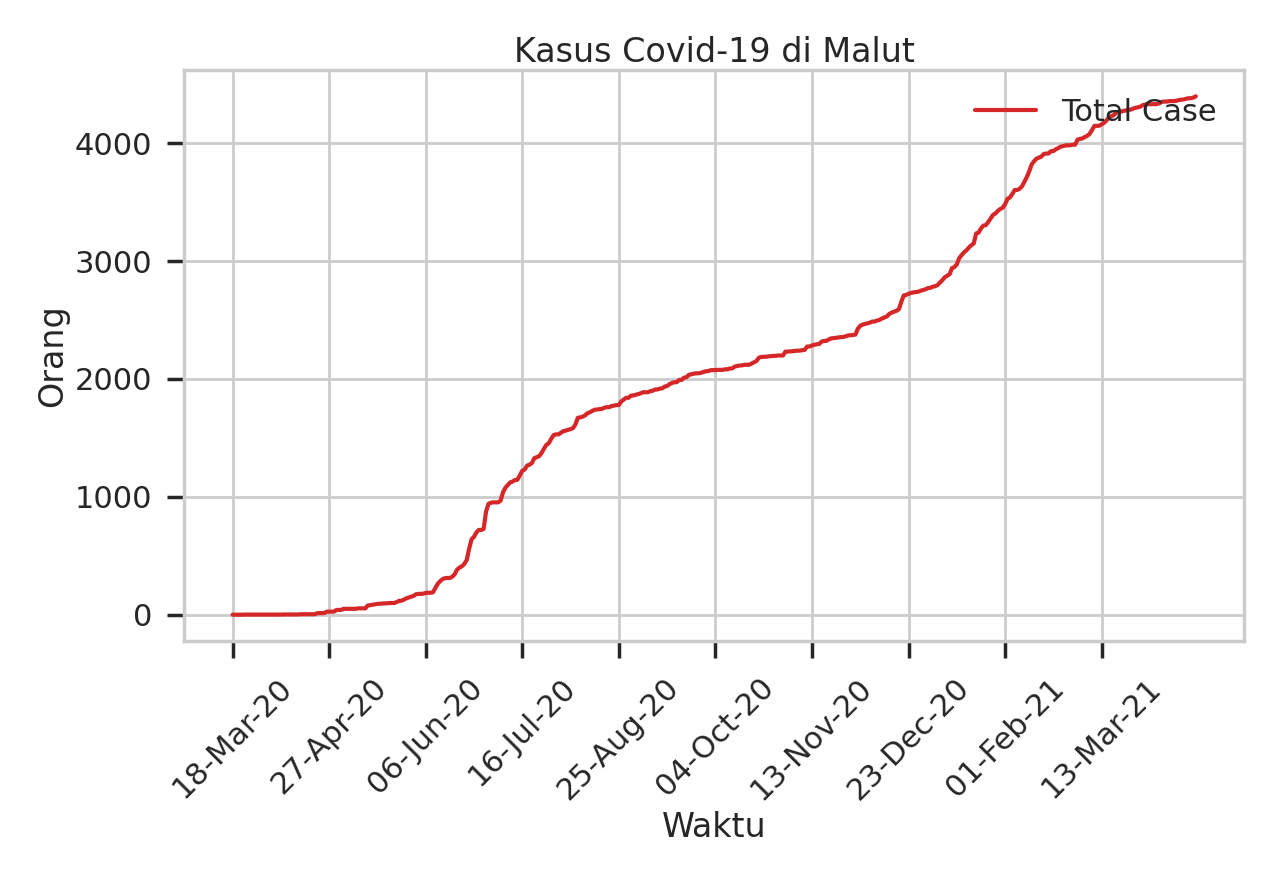 Kasus Covid-19 di Malut
Total Case
Orang
4000
3000
2000
1000
0
18-Mar-20
27-Apr-20
06-Jun-20
16-Jul-20
25-Aug-20
04-Oct-20
13-Nov-20
23-Dec-20
01-Feb-21
13-Mar-21
Waktu